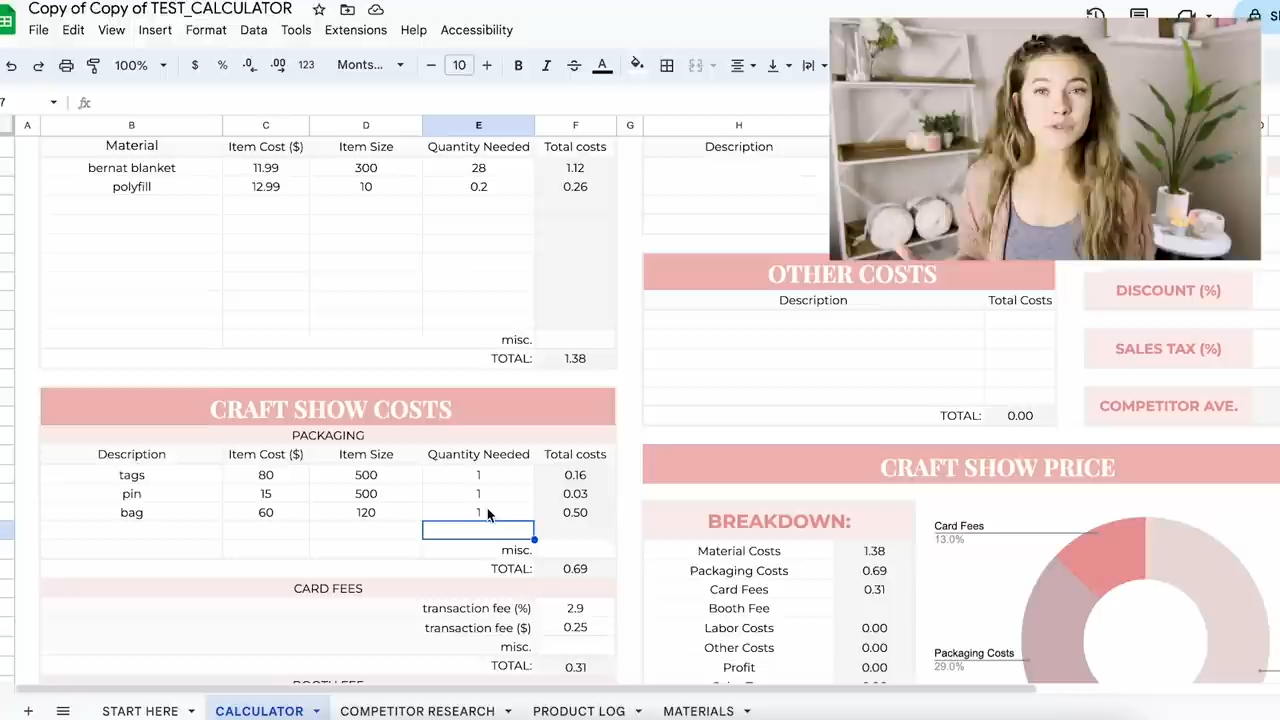 Copy of Copy of TEST_CALCULATOR
File Edit View Insert Format Data Tools Extensions Help Accessibility
100% $ % .0 .00 123 Monts... 10 B I A
fx
A B C D E F G H
Material Item Cost ($) Item Size Quantity Needed Total costs
bernat blanket 11.99 300 28 1.12
polyfill 12.99 10 0.2 0.26
misc.
TOTAL: 1.38
CRAFT SHOW COSTS
PACKAGING
Description Item Cost ($) Item Size Quantity Needed Total costs
tags 80 500 1 0.16
pin 15 500 1 0.03
bag 60 120 1 0.50
misc.
TOTAL: 0.69
CARD FEES
transaction fee (%) 2.9
transaction fee ($) 0.25
misc.
TOTAL: 0.31
Description
OTHER COSTS
Description Total Costs
TOTAL: 0.00
DISCOUNT (%)
SALES TAX (%)
COMPETITOR AVE.
CRAFT SHOW PRICE
BREAKDOWN:
Material Costs 1.38
Packaging Costs 0.69
Card Fees 0.31
Booth Fee
Labor Costs 0.00
Other Costs 0.00
Profit 0.00
Card Fees
13.0%
Packaging Costs
29.0%
START HERE CALCULATOR COMPETITOR RESEARCH PRODUCT LOG MATERIALS